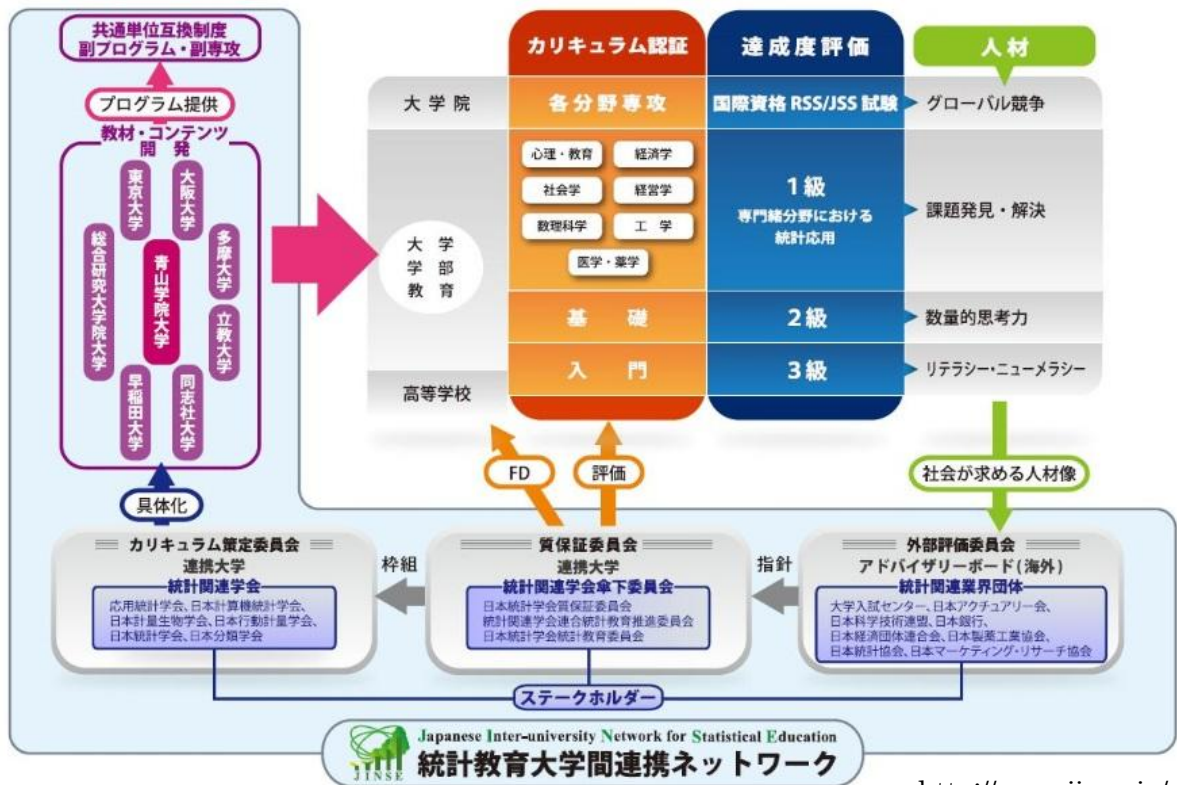 共通単位互換制度
副プログラム・副専攻
プログラム提供
教材・コンテンツ
開発
東京大学
大阪大学
総合研究大学院大学
青山学院大学
多摩大学
立教大学
早稲田大学
同志社大学
具体化
カリキュラム認証
達成度評価
人材
大学院
各分野専攻
国際資格 RSS/JSS 試験
グローバル競争
大学
学部
教育
心理・教育
経済学
社会学
経営学
数理科学
工学
医学・薬学
1級
専門緒分野における
統計応用
課題発見・解決
基礎
2級
数量的思考力
高等学校
入門
3級
リテラシー・ニューメラシー
FD
評価
社会が求める人材像
カリキュラム策定委員会
連携大学
統計関連学会
応用統計学会、日本計算機統計学会、
日本計量生物学会、日本行動計量学会、
日本統計学会、日本分類学会
枠組
質保証委員会
連携大学
統計関連学会傘下委員会
日本統計学会質保証委員会
統計関連学会連合統計教育推進委員会
日本統計学会統計教育委員会
指針
外部評価委員会
アドバイザリーボード(海外)
統計関連業界団体
大学入試センター、日本アクチュアリー会、
日本科学技術連盟、日本銀行、
日本経済団体連合会、日本製薬工業協会、
日本統計協会、日本マーケティング・リサーチ協会
ステークホルダー
JINSE
Japanese Inter-university Network for Statistical Education
統計教育大学間連携ネットワーク